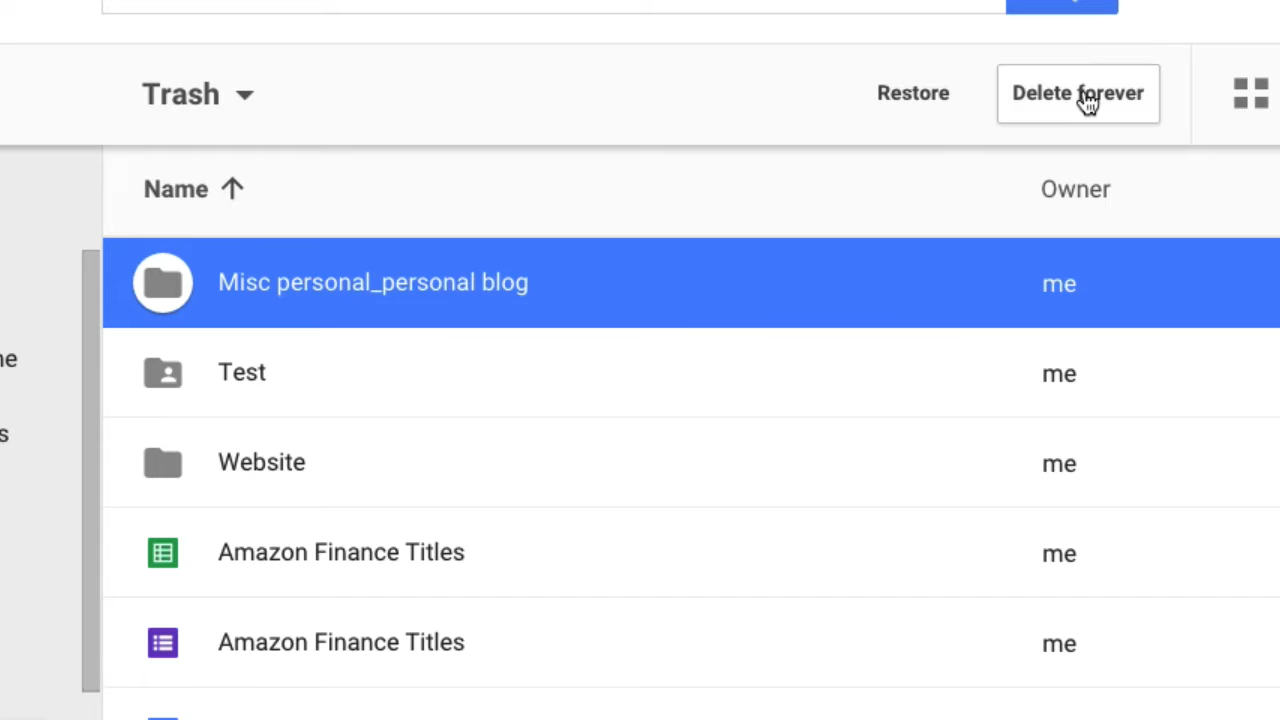 Trash
Restore
Delete forever
Name
Owner
Misc personal_personal blog
me
Test
me
Website
me
Amazon Finance Titles
me
Amazon Finance Titles
me